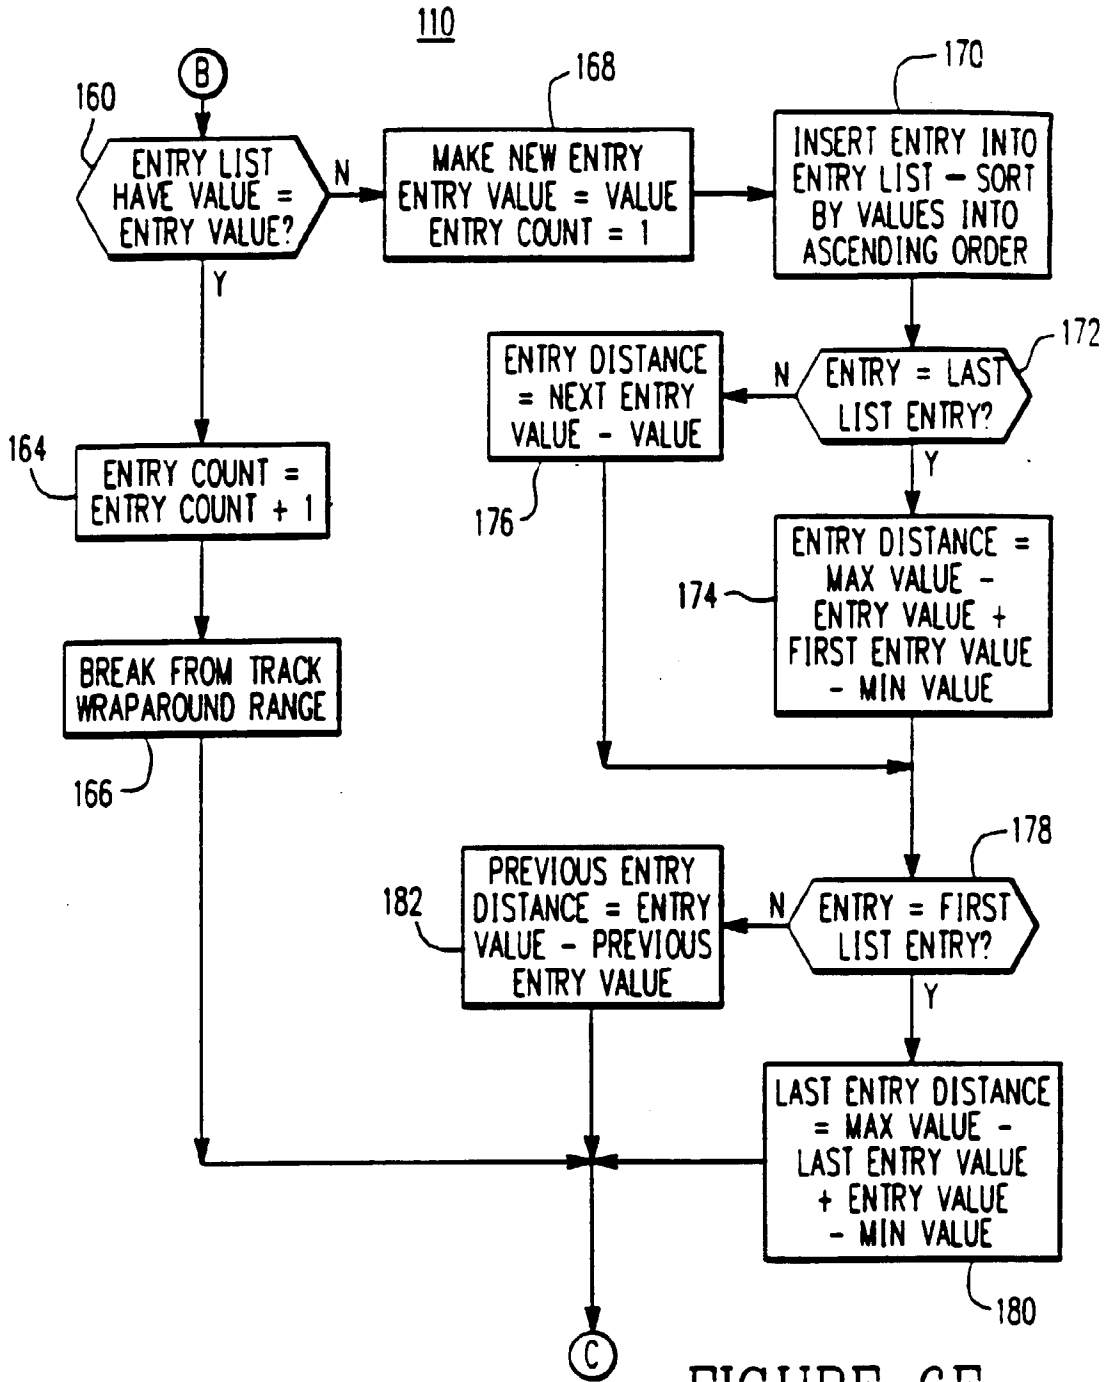 110
B
160
ENTRY LIST
HAVE VALUE =
ENTRY VALUE?
N
Y
168
MAKE NEW ENTRY
ENTRY VALUE = VALUE
ENTRY COUNT = 1
170
INSERT ENTRY INTO
ENTRY LIST - SORT
BY VALUES INTO
ASCENDING ORDER
172
ENTRY = LAST
LIST ENTRY?
N
Y
ENTRY DISTANCE
= NEXT ENTRY
VALUE - VALUE
176
164
ENTRY COUNT =
ENTRY COUNT + 1
174
ENTRY DISTANCE =
MAX VALUE -
ENTRY VALUE +
FIRST ENTRY VALUE
- MIN VALUE
BREAK FROM TRACK
WRAPAROUND RANGE
166
178
ENTRY = FIRST
LIST ENTRY?
N
Y
182
PREVIOUS ENTRY
DISTANCE = ENTRY
VALUE - PREVIOUS
ENTRY VALUE
LAST ENTRY DISTANCE
= MAX VALUE -
LAST ENTRY VALUE
+ ENTRY VALUE
- MIN VALUE
180
C
FIGURE